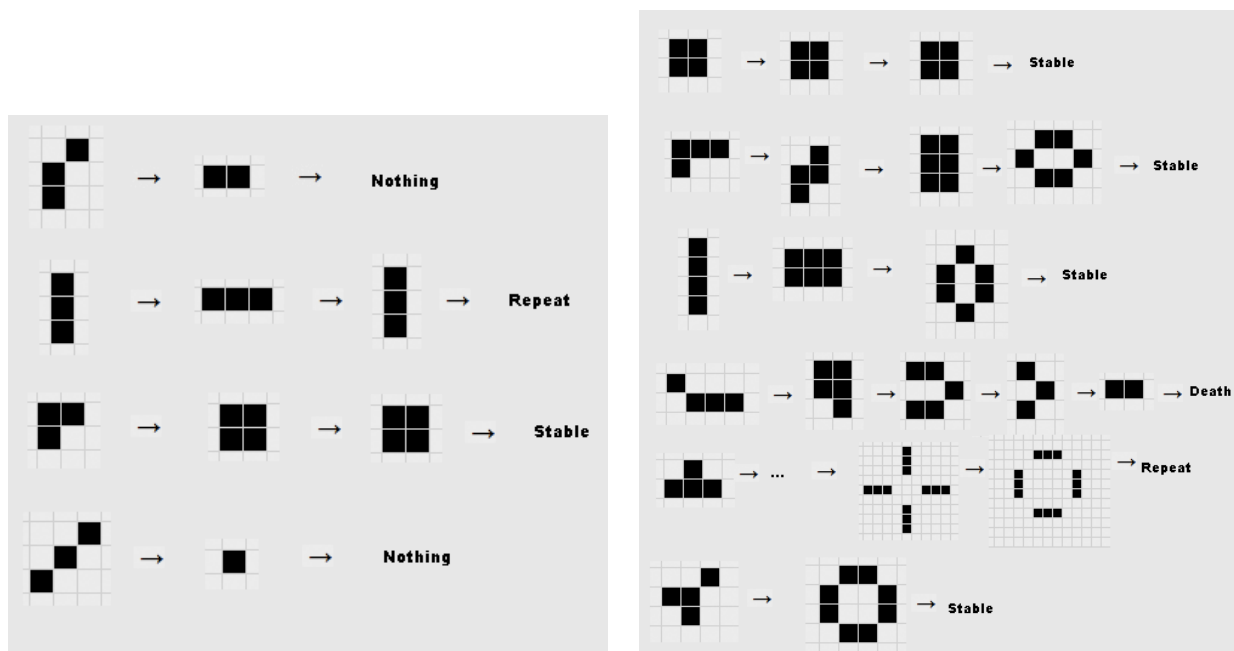 Nothing
Repeat
Stable
Nothing
Stable
Stable
Stable
Death
...
Repeat
Stable